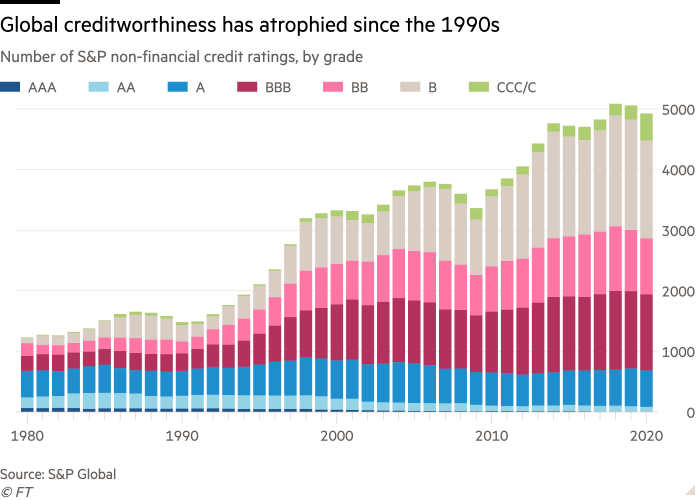 Global creditworthiness has atrophied since the 1990s
Number of S&P non-financial credit ratings, by grade
AAA AA A BBB BB B CCC/C
5000
4000
3000
2000
1000
0
1980 1990 2000 2010 2020
Source: S&P Global
© FT